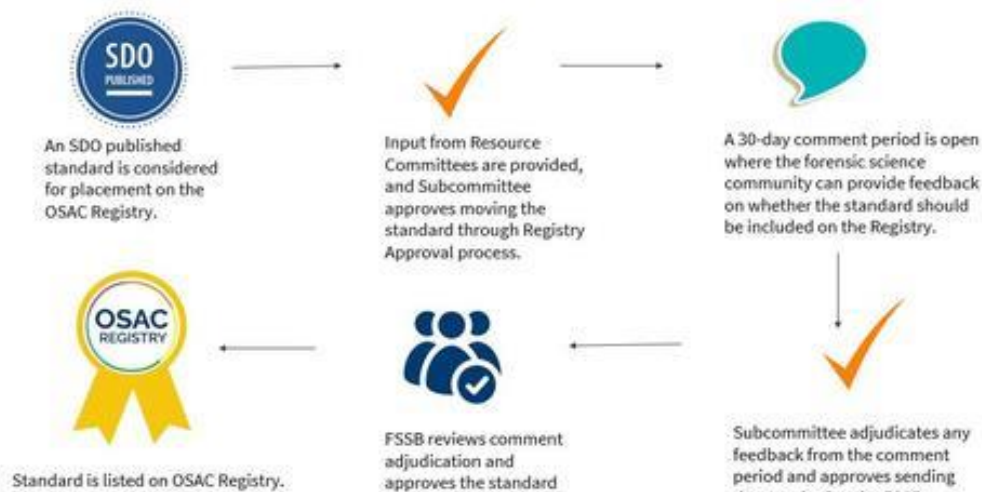 SDO
PUBLISHED
An SDO published
standard is considered
for placement on the
OSAC Registry.
Input from Resource
Committees are provided,
and Subcommittee
approves moving the
standard through Registry
Approval process.
A 30-day comment period is open
where the forensic science
community can provide feedback
on whether the standard should
be included on the Registry.
Subcommittee adjudicates any
feedback from the comment
period and approves sending
FSSB reviews comment
adjudication and
approves the standard
OSAC
REGISTRY
Standard is listed on OSAC Registry.